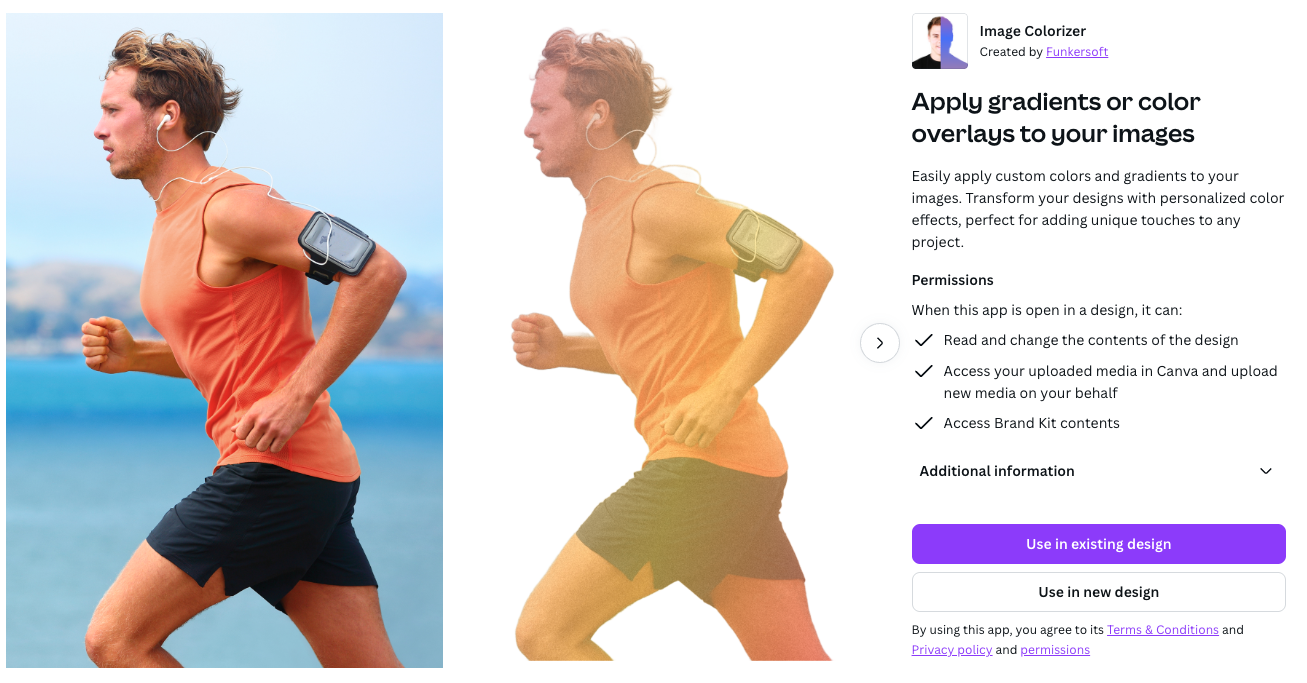 Image Colorizer
Created by Funkersoft
Apply gradients or color
overlays to your images
Easily apply custom colors and gradients to your
images. Transform your designs with personalized color
effects, perfect for adding unique touches to any
project.
Permissions
When this app is open in a design, it can:
Read and change the contents of the design
Access your uploaded media in Canva and upload
new media on your behalf
Access Brand Kit contents
Additional information
Use in existing design
Use in new design
By using this app, you agree to its Terms & Conditions and
Privacy policy and permissions